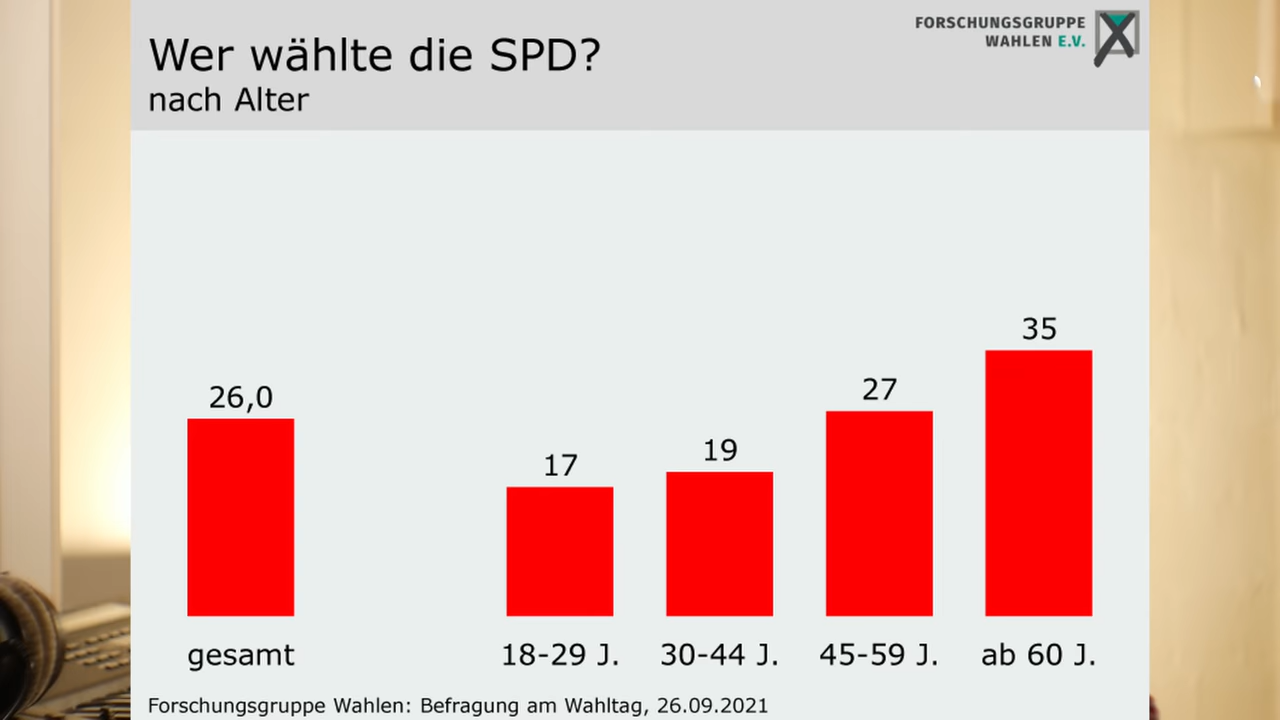 Wer wählte die SPD?
nach Alter
FORSCHUNGSGRUPPE
WAHLEN E.V.
26,0
17
19
27
35
gesamt
18-29 J.
30-44 J.
45-59 J.
ab 60 J.
Forschungsgruppe Wahlen: Befragung am Wahltag, 26.09.2021